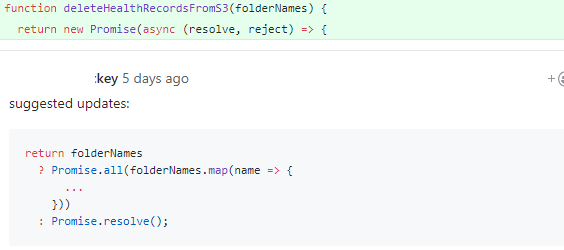 function deleteHealthRecordsFromS3(folderNames) {
return new Promise(async (resolve, reject) => {
:key 5 days ago
+
suggested updates:
return folderNames
? Promise.all(folderNames.map(name => {
...
}))
: Promise.resolve();